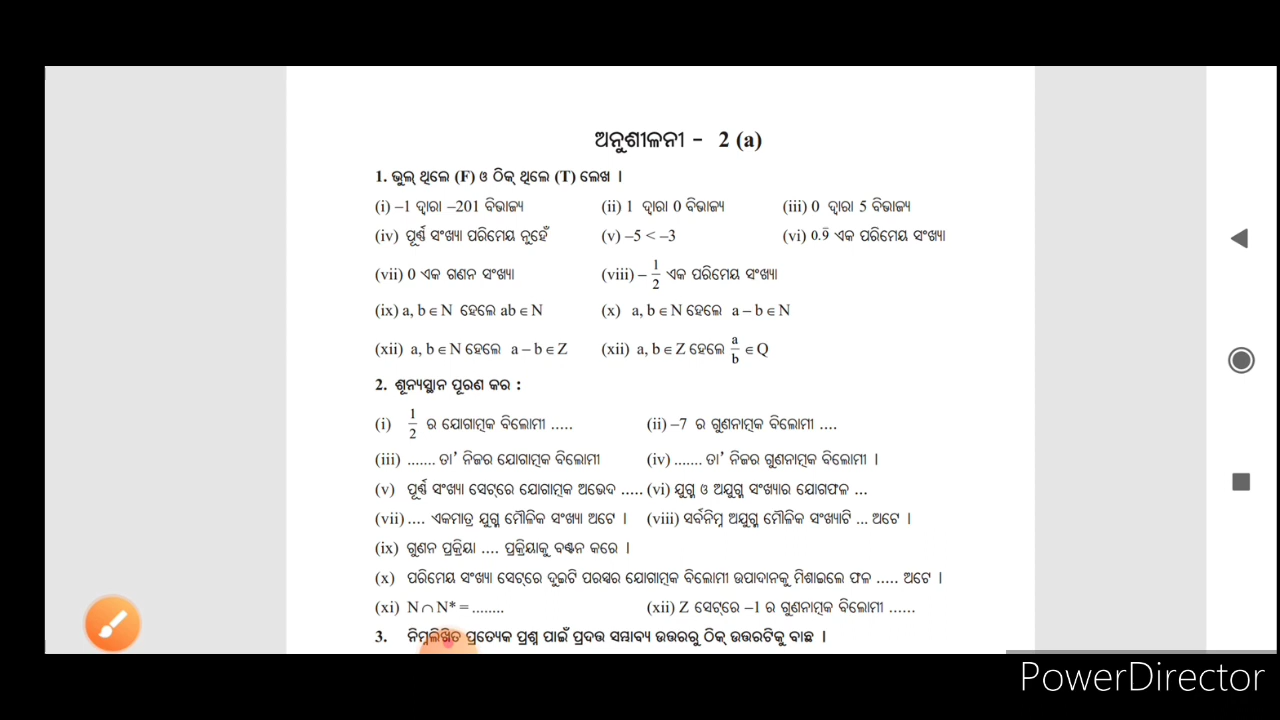 ଅନୁଶୀଳନୀ - 2 (a)
1. ଭୁଲ୍ ଥିଲେ (F) ଓ ଠିକ୍ ଥିଲେ (T) ଲେଖ ।
(i) –1 ଦ୍ୱାରା –201 ବିଭାଜ୍ୟ (ii) 1 ଦ୍ୱାରା 0 ବିଭାଜ୍ୟ (iii) 0 ଦ୍ୱାରା 5 ବିଭାଜ୍ୟ
(iv) ପୂର୍ଣ୍ଣ ସଂଖ୍ୟା ପରିମେୟ ନୁହେଁ (v) –5 < –3 (vi) 0.9̄ ଏକ ପରିମେୟ ସଂଖ୍ୟା
(vii) 0 ଏକ ଗଣନ ସଂଖ୍ୟା (viii) – 1/2 ଏକ ପରିମେୟ ସଂଖ୍ୟା
(ix) a, b ∈ N ହେଲେ ab ∈ N (x) a, b ∈ N ହେଲେ a – b ∈ N
(xii) a, b ∈ N ହେଲେ a – b ∈ Z (xii) a, b ∈ Z ହେଲେ a/b ∈ Q
2. ଶୂନ୍ୟସ୍ଥାନ ପୂରଣ କର :
(i) 1/2 ର ଯୋଗାତ୍ମକ ବିଲୋମୀ ..... (ii) –7 ର ଗୁଣନାତ୍ମକ ବିଲୋମୀ ....
(iii) ....... ତା’ ନିଜର ଯୋଗାତ୍ମକ ବିଲୋମୀ (iv) ....... ତା’ ନିଜର ଗୁଣନାତ୍ମକ ବିଲୋମୀ ।
(v) ପୂର୍ଣ୍ଣ ସଂଖ୍ୟା ସେଟ୍‌ରେ ଯୋଗାତ୍ମକ ଅଭେଦ ..... (vi) ଯୁଗ୍ମ ଓ ଅଯୁଗ୍ମ ସଂଖ୍ୟାର ଯୋଗଫଳ ...
(vii) .... ଏକମାତ୍ର ଯୁଗ୍ମ ମୌଳିକ ସଂଖ୍ୟା ଅଟେ । (viii) ସର୍ବନିମ୍ନ ଅଯୁଗ୍ମ ମୌଳିକ ସଂଖ୍ୟାଟି ... ଅଟେ ।
(ix) ଗୁଣନ ପ୍ରକ୍ରିୟା .... ପ୍ରକ୍ରିୟାକୁ ବଣ୍ଟନ କରେ ।
(x) ପରିମେୟ ସଂଖ୍ୟା ସେଟ୍‌ରେ ଦୁଇଟି ପରସ୍ପର ଯୋଗାତ୍ମକ ବିଲୋମୀ ଉପାଦାନକୁ ମିଶାଇଲେ ଫଳ ..... ଅଟେ ।
(xi) N ∩ N* = ........ (xii) Z ସେଟ୍‌ରେ –1 ର ଗୁଣନାତ୍ମକ ବିଲୋମୀ ......
3. ନିମ୍ନଲିଖିତ ପ୍ରତ୍ୟେକ ପ୍ରଶ୍ନ ପାଇଁ ପ୍ରଦତ୍ତ ସମ୍ଭାବ୍ୟ ଉତ୍ତରରୁ ଠିକ୍ ଉତ୍ତରଟିକୁ ବାଛ ।
PowerDirector